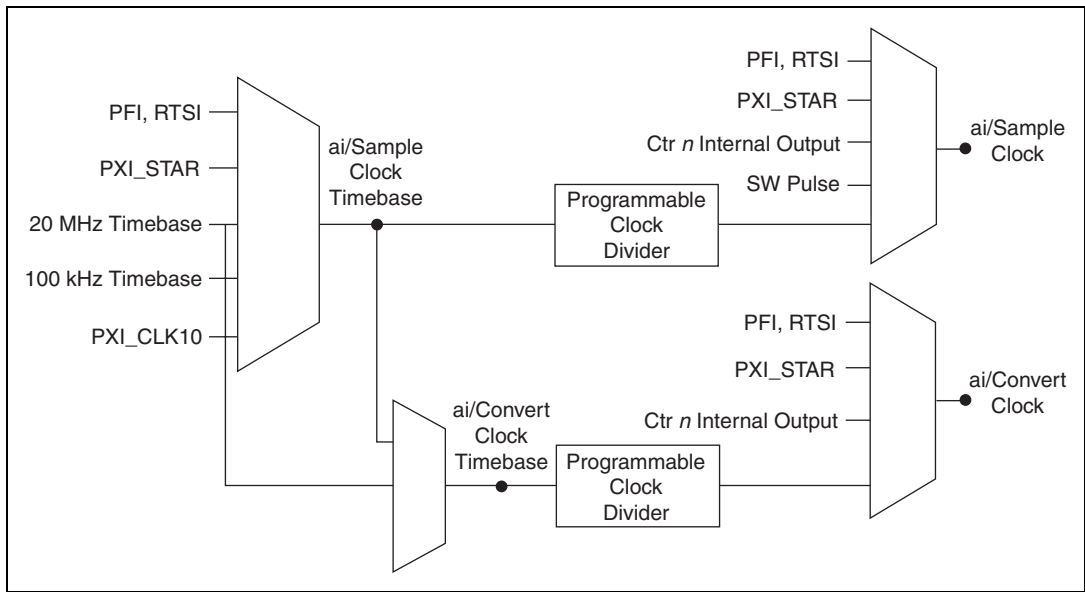 PFI, RTSI
PXI_STAR
20 MHz Timebase
100 kHz Timebase
PXI_CLK10
ai/Sample
Clock
Timebase
Programmable
Clock
Divider
PFI, RTSI
PXI_STAR
Ctr n Internal Output
SW Pulse
ai/Sample
Clock
ai/Convert
Clock
Timebase
Programmable
Clock
Divider
PFI, RTSI
PXI_STAR
Ctr n Internal Output
ai/Convert
Clock